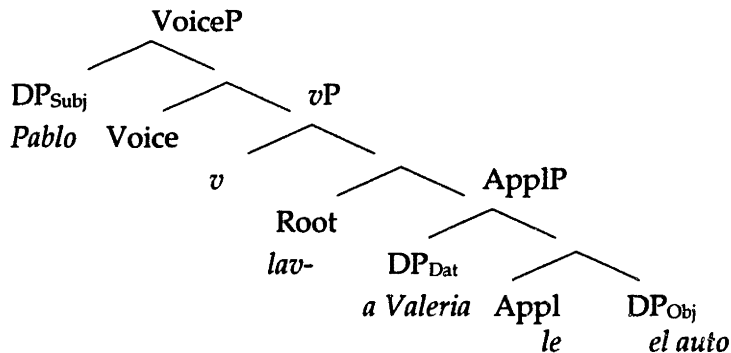 VoiceP
DPSubj
vP
Pablo Voice
v
ApplP
Root
lav-
DPDat
a Valeria Appl DPObj
le el auto